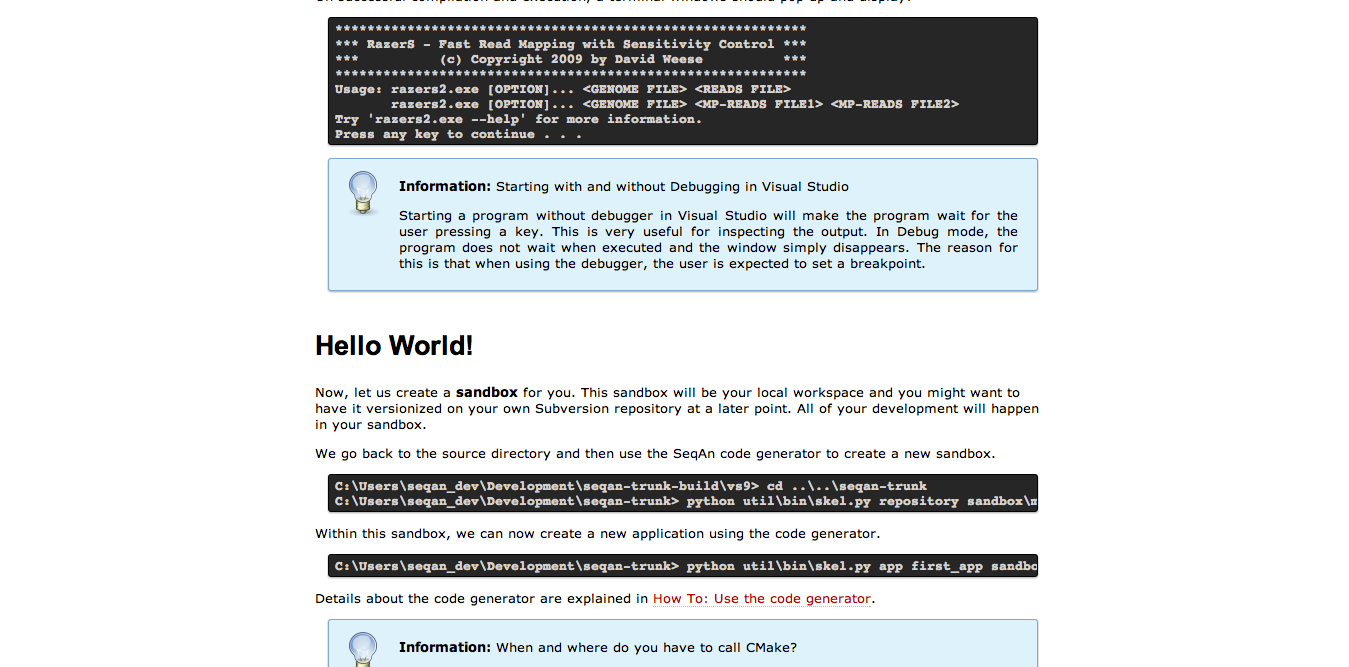 ************************************************************
*** RazerS - Fast Read Mapping with Sensitivity Control ***
*** (c) Copyright 2009 by David Weese ***
************************************************************
Usage: razers2.exe [OPTION]... <GENOME FILE> <READS FILE>
razers2.exe [OPTION]... <GENOME FILE> <MP-READS FILE1> <MP-READS FILE2>
Try 'razers2.exe --help' for more information.
Press any key to continue . . .
Information: Starting with and without Debugging in Visual Studio
Starting a program without debugger in Visual Studio will make the program wait for the
user pressing a key. This is very useful for inspecting the output. In Debug mode, the
program does not wait when executed and the window simply disappears. The reason for
this is that when using the debugger, the user is expected to set a breakpoint.
Hello World!
Now, let us create a sandbox for you. This sandbox will be your local workspace and you might want to
have it versionized on your own Subversion repository at a later point. All of your development will happen
in your sandbox.
We go back to the source directory and then use the SeqAn code generator to create a new sandbox.
C:\Users\seqan_dev\Development\seqan-trunk-build\vs9> cd ..\..\seqan-trunk
C:\Users\seqan_dev\Development\seqan-trunk> python util\bin\skel.py repository sandbox\m
Within this sandbox, we can now create a new application using the code generator.
C:\Users\seqan_dev\Development\seqan-trunk> python util\bin\skel.py app first_app sandbo
Details about the code generator are explained in How To: Use the code generator.
Information: When and where do you have to call CMake?